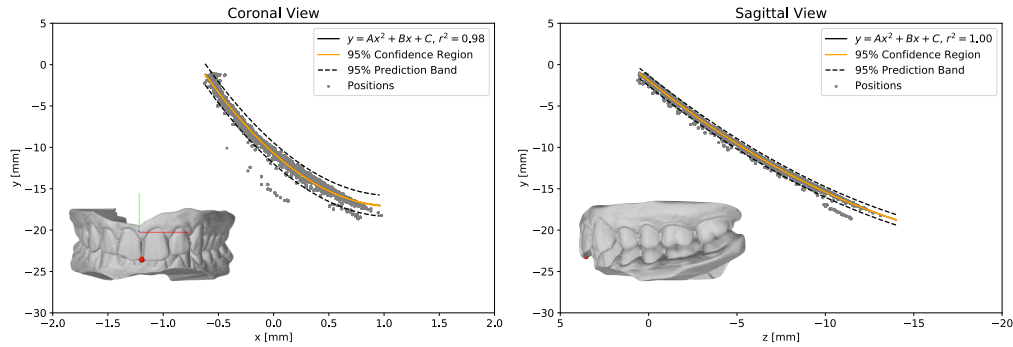 Coronal View
y = Ax² + Bx + C, r² = 0.98
95% Confidence Region
95% Prediction Band
Positions
y [mm]
5
0
−5
−10
−15
−20
−25
−30
−2.0 −1.5 −1.0 −0.5 0.0 0.5 1.0 1.5 2.0
x [mm]
Sagittal View
y = Ax² + Bx + C, r² = 1.00
95% Confidence Region
95% Prediction Band
Positions
y [mm]
5
0
−5
−10
−15
−20
−25
−30
5 0 −5 −10 −15 −20
z [mm]